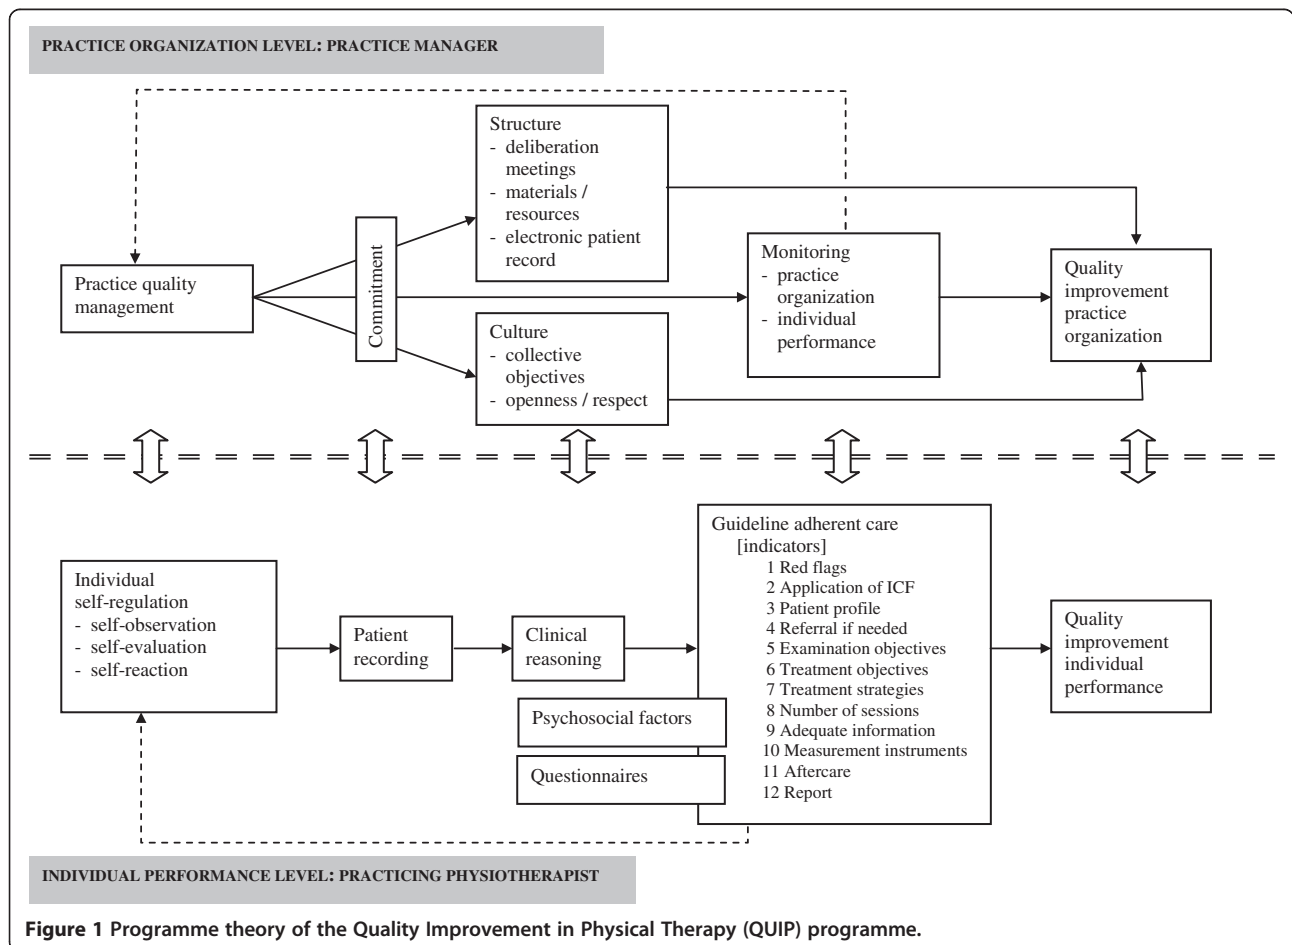 PRACTICE ORGANIZATION LEVEL: PRACTICE MANAGER
Practice quality
management
Commitment
Structure
- deliberation
meetings
- materials /
resources
- electronic patient
record
Culture
- collective
objectives
- openness / respect
Monitoring
- practice
organization
- individual
performance
Quality
improvement
practice
organization
Individual
self-regulation
- self-observation
- self-evaluation
- self-reaction
Patient
recording
Clinical
reasoning
Psychosocial factors
Questionnaires
Guideline adherent care
[indicators]
1 Red flags
2 Application of ICF
3 Patient profile
4 Referral if needed
5 Examination objectives
6 Treatment objectives
7 Treatment strategies
8 Number of sessions
9 Adequate information
10 Measurement instruments
11 Aftercare
12 Report
Quality
improvement
individual
performance
INDIVIDUAL PERFORMANCE LEVEL: PRACTICING PHYSIOTHERAPIST
Figure 1 Programme theory of the Quality Improvement in Physical Therapy (QUIP) programme.